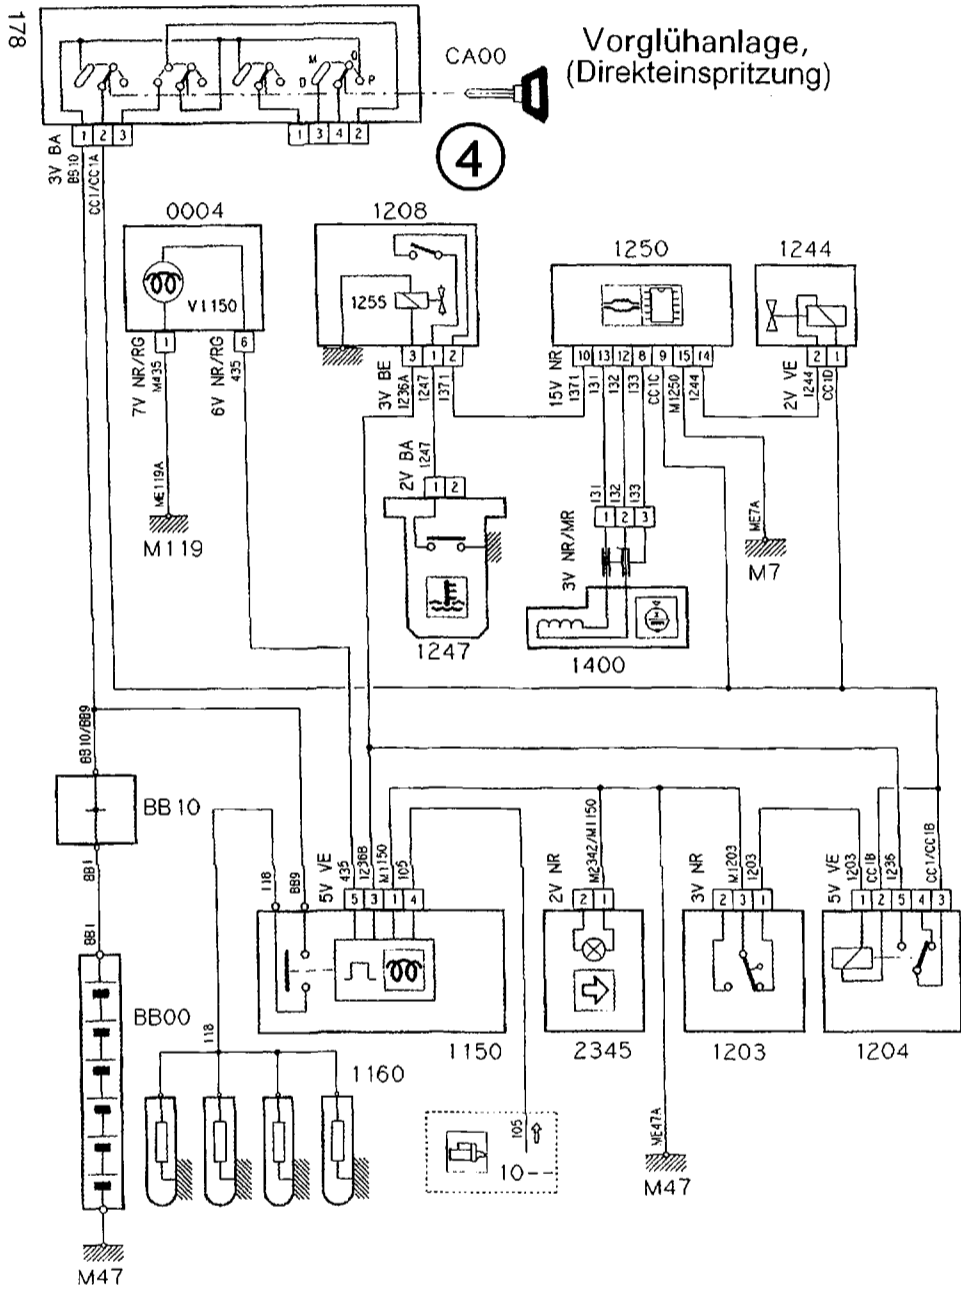 178
CA00
Vorglühanlage,
(Direkteinspritzung)
M
O
D
P
1 2 3
1 3 4 2
3V BA
BB10
CC1/CC1A
4
0004
V1150
1 6
7V NR/RG
M435
6V NR/RG
435
ME119A
M119
1208
1255
3 1 2
3V BE
1236A
1247
1371
2V BA
1247
1 2
1247
1250
10 13 12 8 9 15 14
15V NR
1371
131
132
133
CC1C
M1250
1244
131
132
133
1 2 3
3V NR/MR
1400
1244
2 1
2V VE
1244
CC1D
ME7A
M7
BB10/BB9
BB10
BB1
BB1
BB00
M47
118
BB9
5V VE
435
1236B
M1150
105
5 3 1 4
1150
118
1160
105
10--
2V NR
M2342/M1150
2 1
2345
ME47A
M47
3V NR
M1203
1203
2 3 1
1203
5V VE
1203
CC1B
1236
CC1/CC1B
1 2 5 4 3
1204